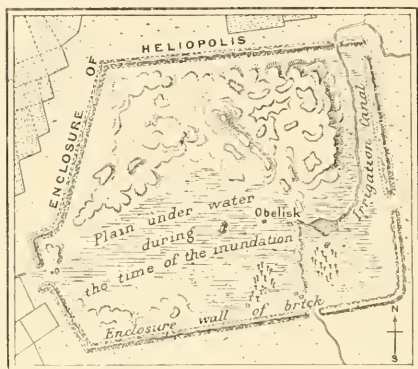 ENCLOSURE OF HELIOPOLIS
Irrigation Canal
Obelisk
Plain under water
during
the time of the inundation
Enclosure wall of brick
N
S